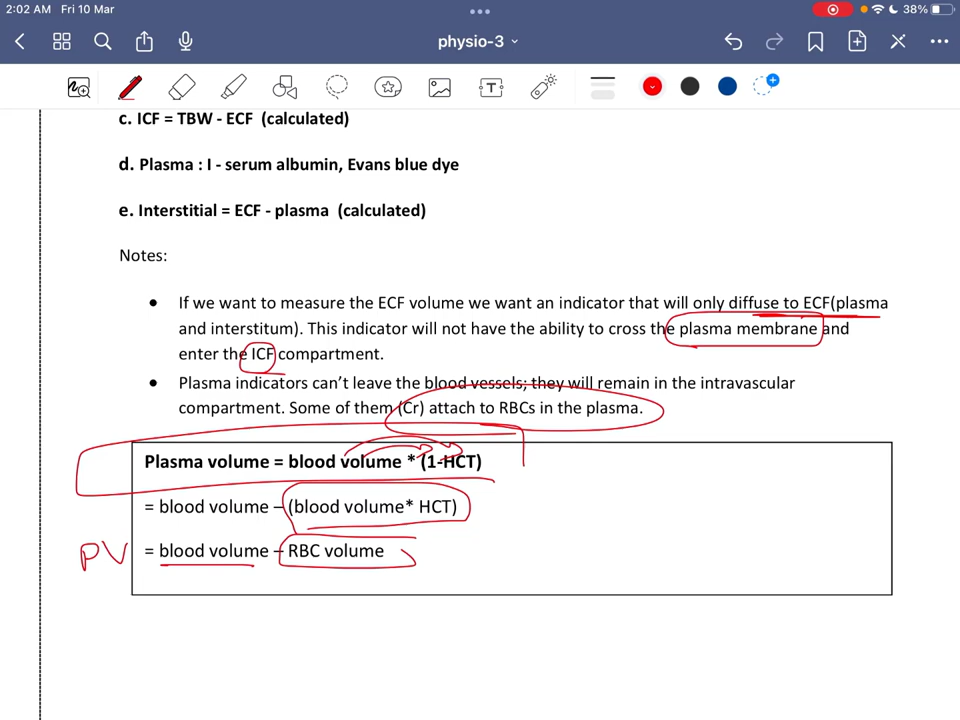 2:02 AM Fri 10 Mar
38%
physio-3
c. ICF = TBW - ECF (calculated)
d. Plasma : I - serum albumin, Evans blue dye
e. Interstitial = ECF - plasma (calculated)
Notes:
• If we want to measure the ECF volume we want an indicator that will only diffuse to ECF(plasma
and interstitum). This indicator will not have the ability to cross the plasma membrane and
enter the ICF compartment.
• Plasma indicators can't leave the blood vessels; they will remain in the intravascular
compartment. Some of them (Cr) attach to RBCs in the plasma.
Plasma volume = blood volume * (1-HCT)
= blood volume – (blood volume* HCT)
PV = blood volume – RBC volume